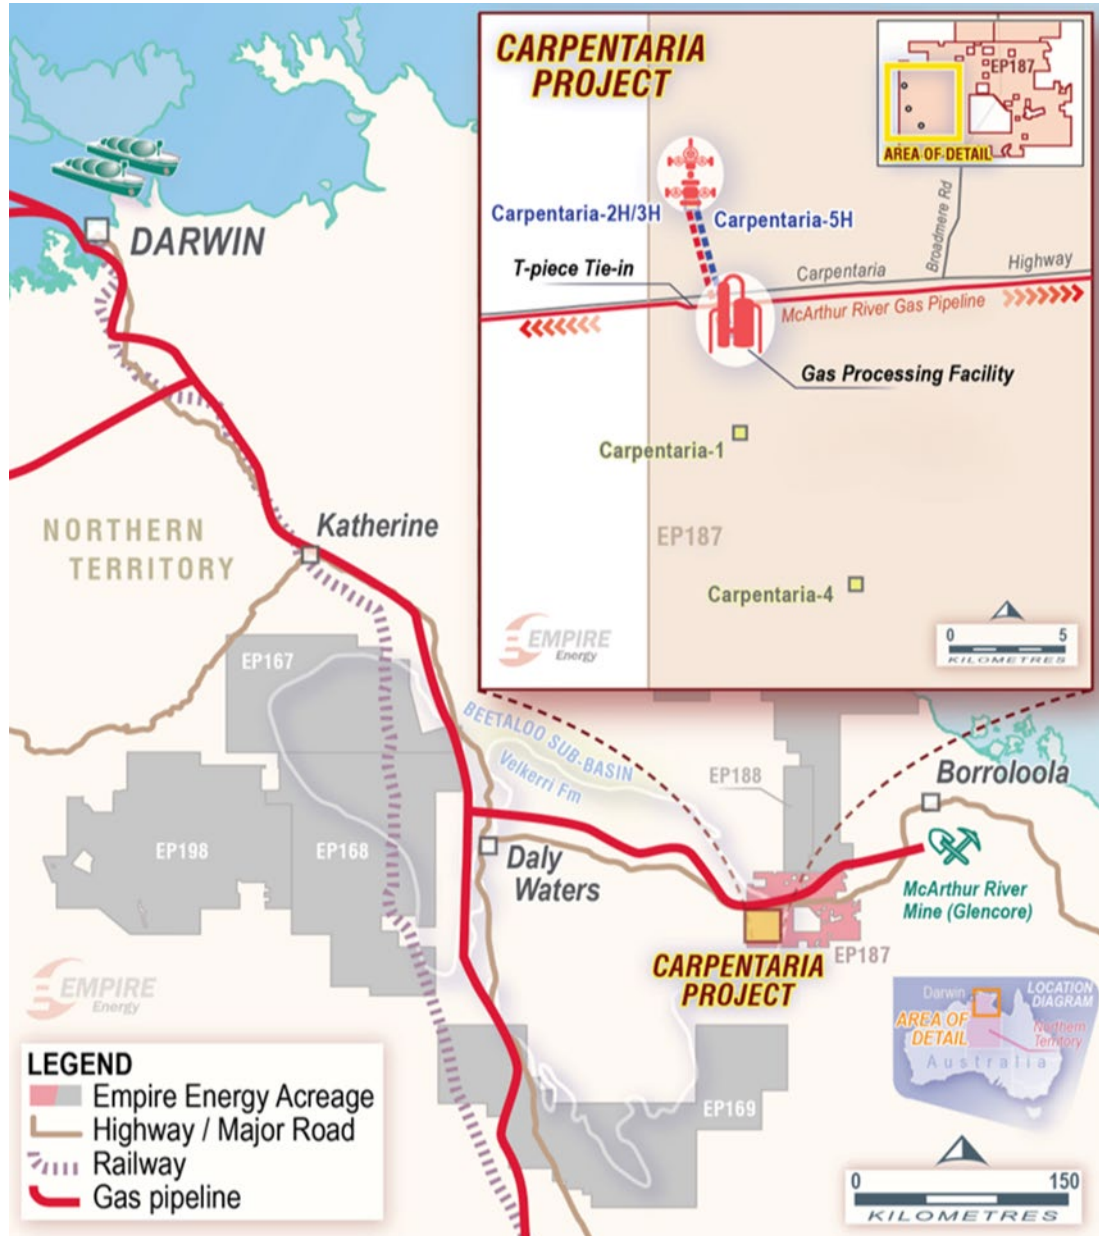 CARPENTARIA
PROJECT
EP187
AREA OF DETAIL
Carpentaria-2H/3H
Carpentaria-5H
T-piece Tie-in
Carpentaria
Highway
Broadmere Rd
McArthur River Gas Pipeline
Gas Processing Facility
Carpentaria-1
EP187
Carpentaria-4
EMPIRE
Energy
0 5
KILOMETRES
DARWIN
NORTHERN
TERRITORY
Katherine
EP167
BEETALOO SUB-BASIN
Velkerri Fm
EP188
Borroloola
EP198
EP168
Daly
Waters
McArthur River
Mine (Glencore)
CARPENTARIA
PROJECT
EP187
EMPIRE
Energy
Darwin
LOCATION
DIAGRAM
AREA OF
DETAIL
Northern
Territory
Australia
EP169
LEGEND
Empire Energy Acreage
Highway / Major Road
Railway
Gas pipeline
0 150
KILOMETRES